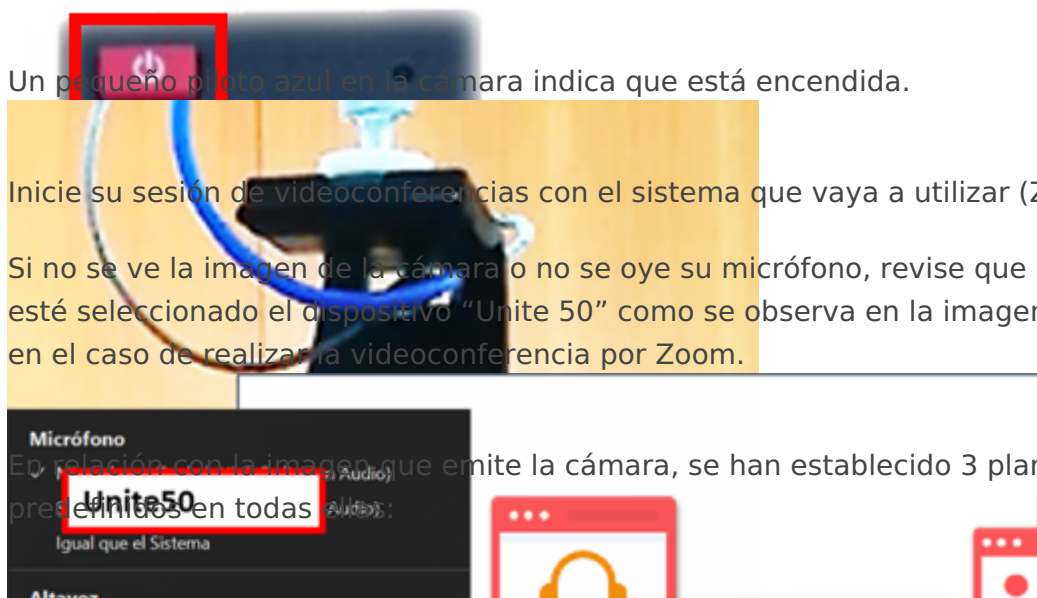 Un pequeño piloto azul en la cámara indica que está encendida.
Inicie su sesión de videoconferencias con el sistema que vaya a utilizar (
Si no se ve la imagen de la cámara o no se oye su micrófono, revise que
esté seleccionado el dispositivo “Unite 50” como se observa en la imagen
en el caso de realizar la videoconferencia por Zoom.
Micrófono
En relación con la imagen que emite la cámara, se han establecido 3
Audio)
Unite50
predefinidos en todas ellas:
Audio)
Igual que el Sistema
Altavoz